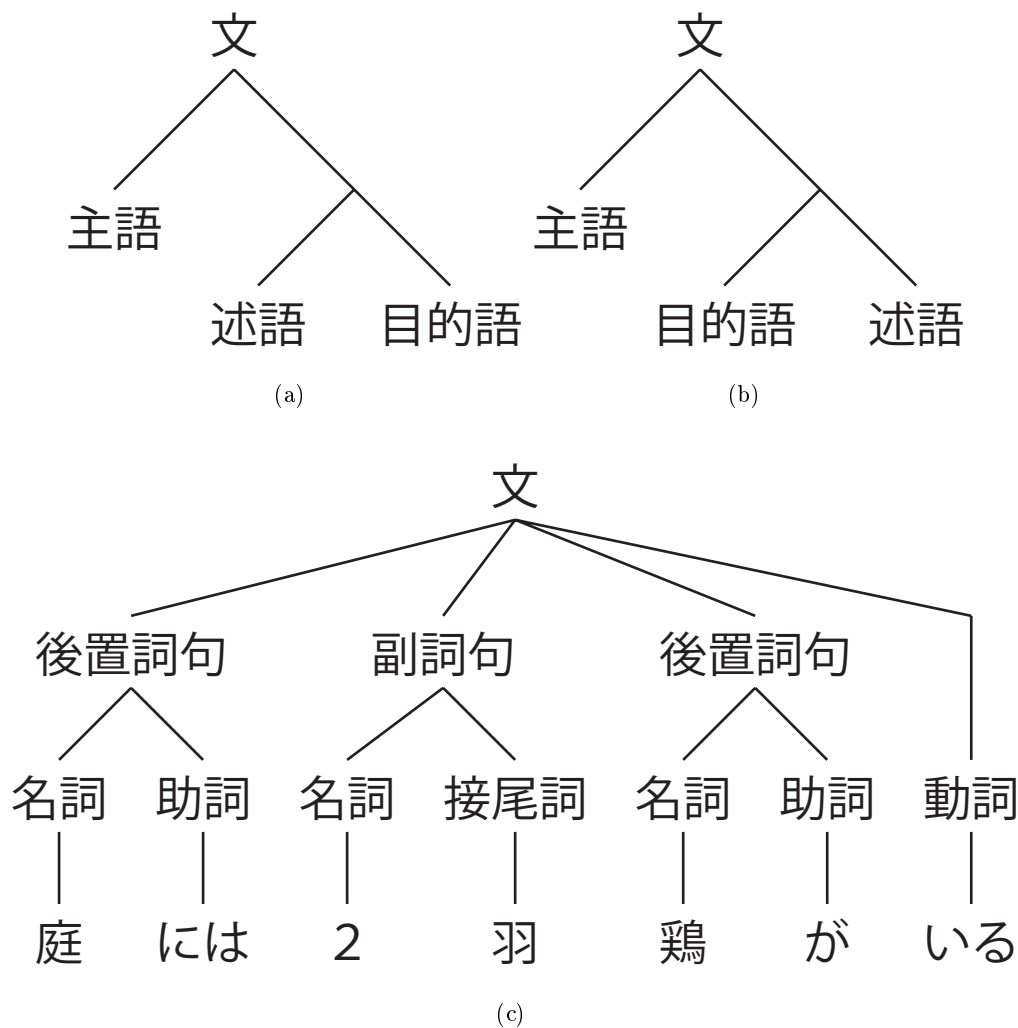 文 文
主語 主語
述語 目的語 目的語 述語
(a) (b)
文
後置詞句 副詞句 後置詞句
名詞 助詞 名詞 接尾詞 名詞 助詞 動詞
庭 には 2 羽 鶏 が いる
(c)